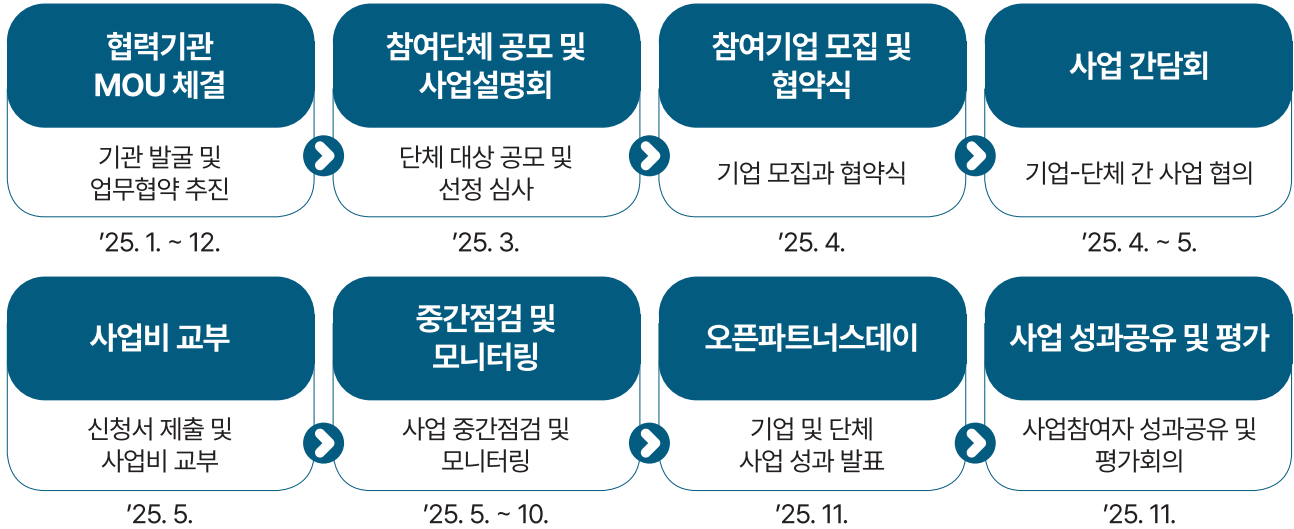 협력기관
MOU 체결
기관 발굴 및
업무협약 추진
'25. 1. ~ 12.
참여단체 공모 및
사업설명회
단체 대상 공모 및
선정 심사
'25. 3.
참여기업 모집 및
협약식
기업 모집과 협약식
'25. 4.
사업 간담회
기업-단체 간 사업 협의
'25. 4. ~ 5.
사업비 교부
신청서 제출 및
사업비 교부
'25. 5.
중간점검 및
모니터링
사업 중간점검 및
모니터링
'25. 5. ~ 10.
오픈파트너스데이
기업 및 단체
사업 성과 발표
'25. 11.
사업 성과공유 및 평가
사업참여자 성과공유 및
평가회의
'25. 11.